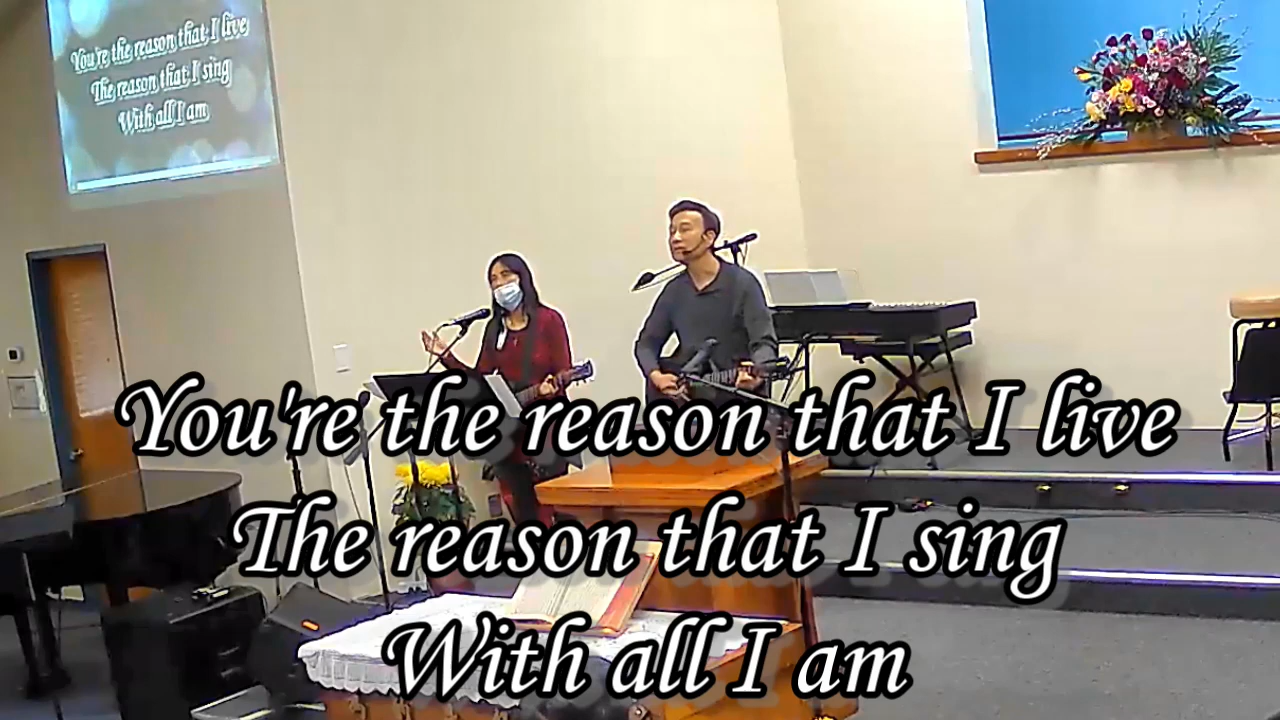 You're the reason that I live
The reason that I sing
With all I am
You're the reason that I live
The reason that I sing
With all I am